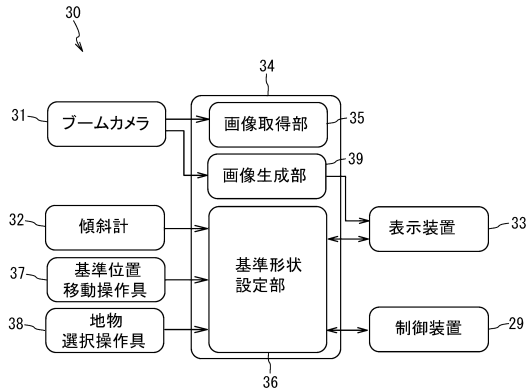 30
34
31
ブームカメラ
画像取得部
35
画像生成部
39
32
傾斜計
表示装置
33
37
基準位置
移動操作具
基準形状
設定部
38
地物
選択操作具
制御装置
29
36